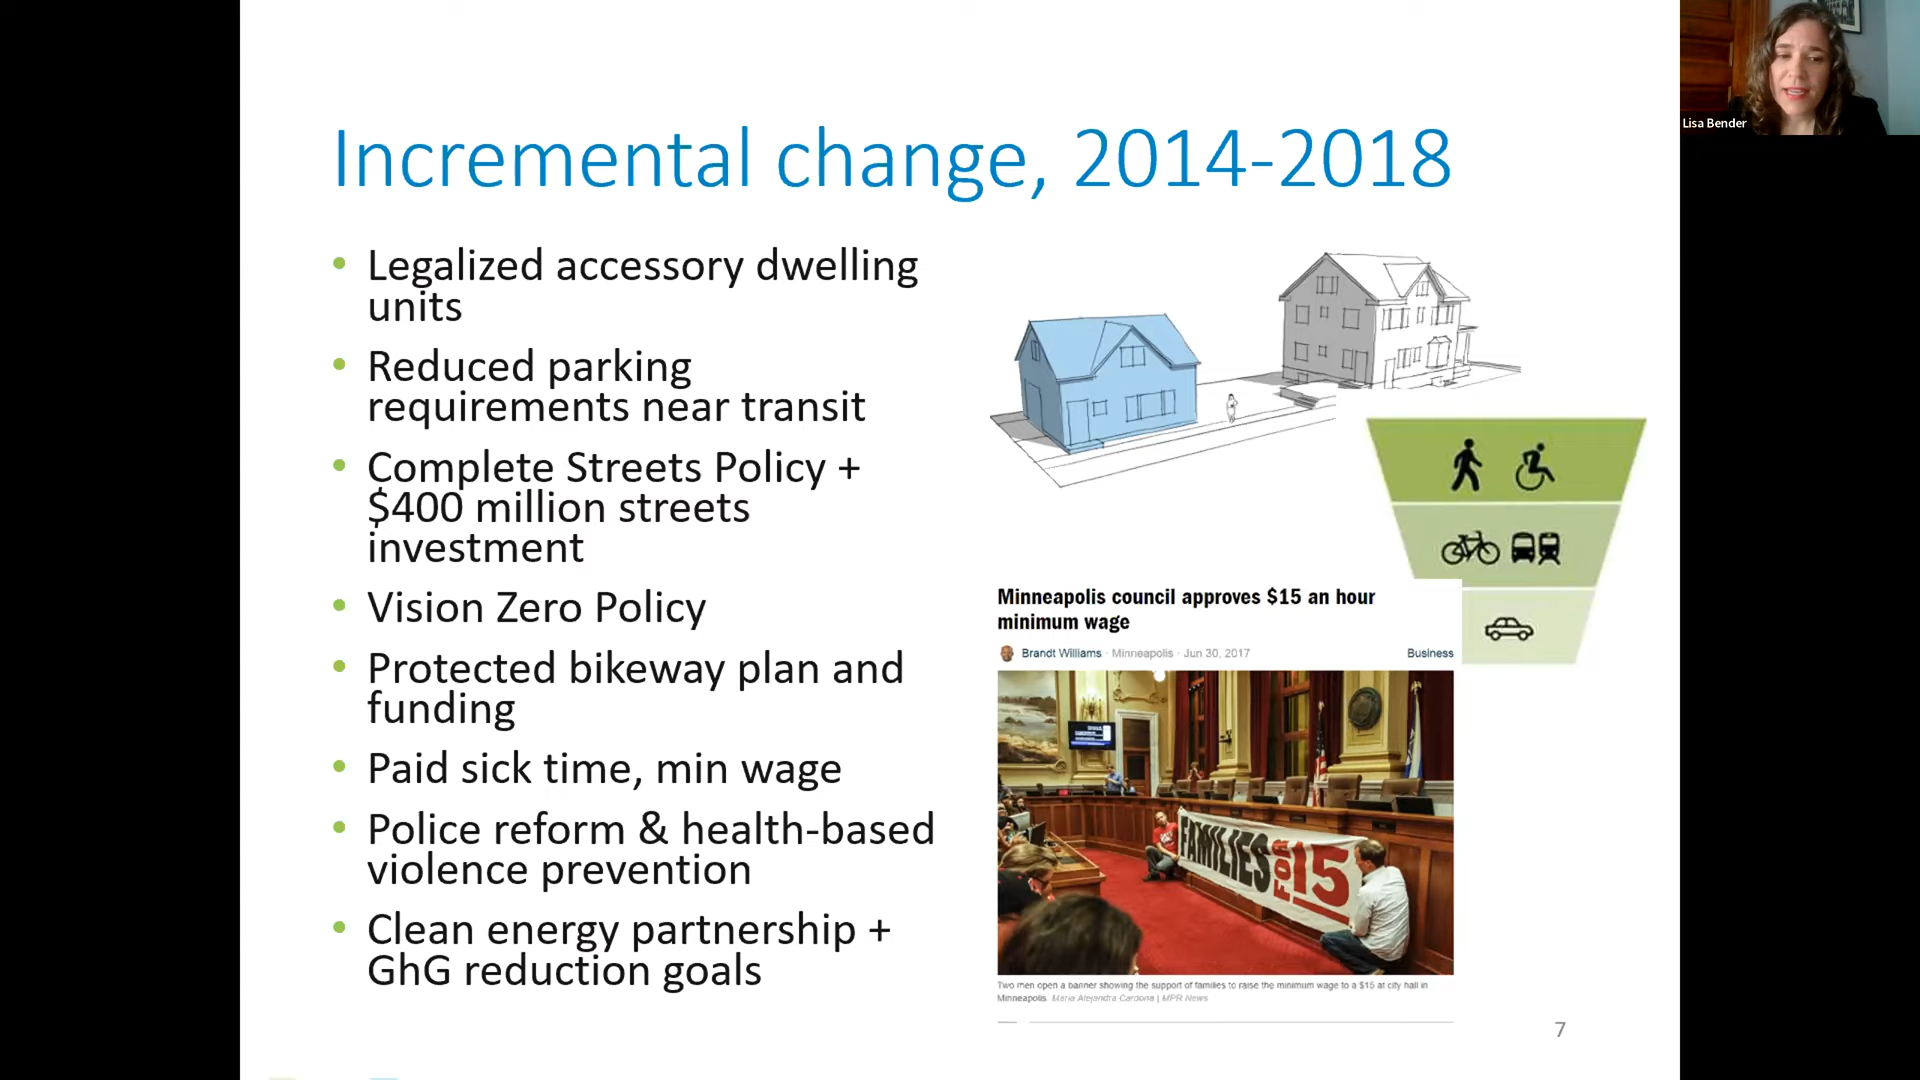 Incremental change, 2014-2018
• Legalized accessory dwelling
units
• Reduced parking
requirements near transit
• Complete Streets Policy +
$400 million streets
investment
• Vision Zero Policy
• Protected bikeway plan and
funding
• Paid sick time, min wage
• Police reform & health-based
violence prevention
• Clean energy partnership +
GhG reduction goals
Minneapolis council approves $15 an hour
minimum wage
Brandt Williams · Minneapolis · Jun 30, 2017 Business
FAMILIES FOR 15
Two men open a banner showing the support of families to raise the minimum wage to a $15 at city hall in
Minneapolis. Maria Alejandra Cardona | MPR News
7
Lisa Bender